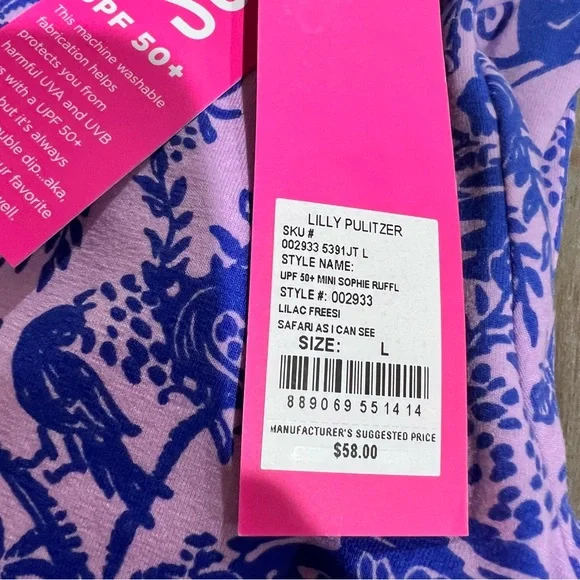 UPF 50+
This machine washable
fabrication helps
protects you from
harmful UVA and UVB
with a UPF 50+
but it's always
double dip...aka,
favorite
LILLY PULITZER
SKU #
002933 5391JT L
STYLE NAME:
UPF 50+ MINI SOPHIE RUFFL
STYLE #: 002933
LILAC FREESI
SAFARI AS I CAN SEE
SIZE: L
889069 551414
MANUFACTURER'S SUGGESTED PRICE
$58.00